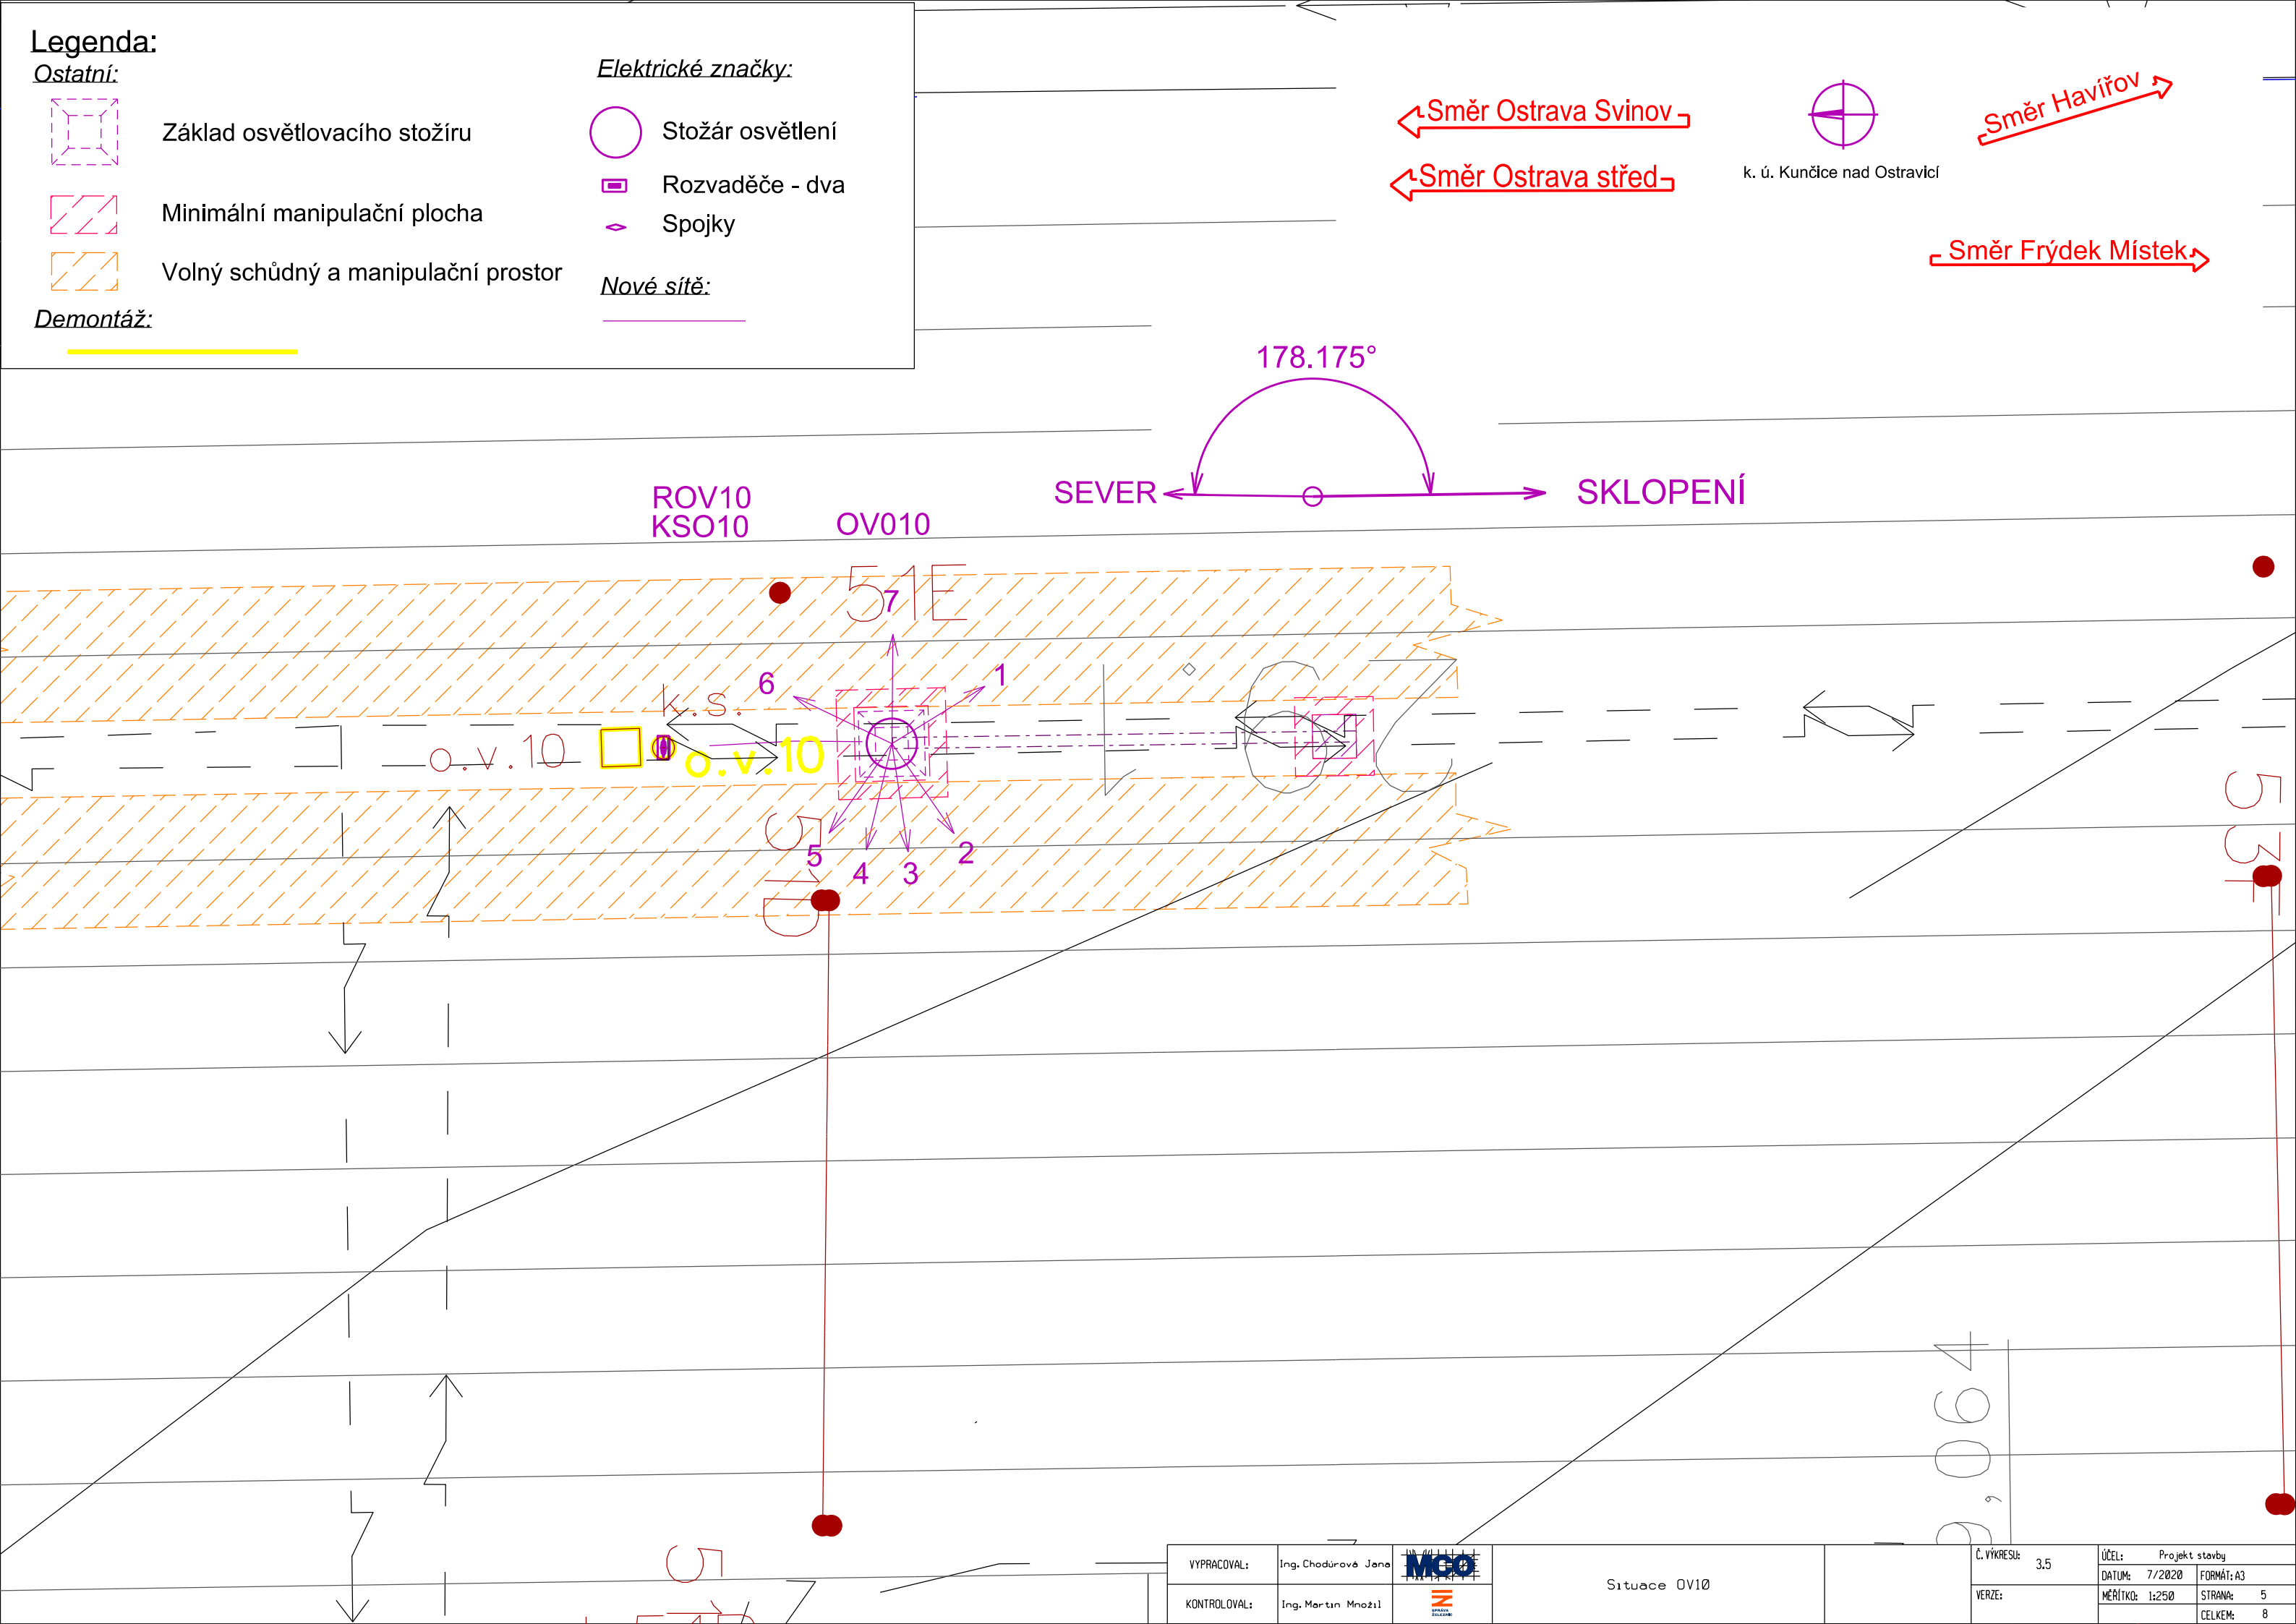 Legenda:
Ostatní:
Základ osvětlovacího stožíru
Minimální manipulační plocha
Volný schůdný a manipulační prostor
Demontáž:
Elektrické značky:
Stožár osvětlení
Rozvaděče - dva
Spojky
Nové sítě:
Směr Ostrava Svinov
Směr Ostrava střed
k. ú. Kunčice nad Ostravicí
Směr Havířov
Směr Frýdek Místek
178.175°
SEVER
SKLOPENÍ
ROV10
KSO10
OV010
51E
7
6
1
k.s.
o.v.10
o.v.10
5
4
3
2
51D
VYPRACOVAL:
Ing. Chodúrová Jana
KONTROLOVAL:
Ing. Martin Množil
MCO
SPRÁVA
ŽELEZNIC
Situace OV10
Č. VÝKRESU:
3.5
VERZE:
ÚČEL:
Projekt stavby
DATUM:
7/2020
FORMÁT: A3
MĚŘÍTKO:
1:250
STRANA:
5
CELKEM:
8